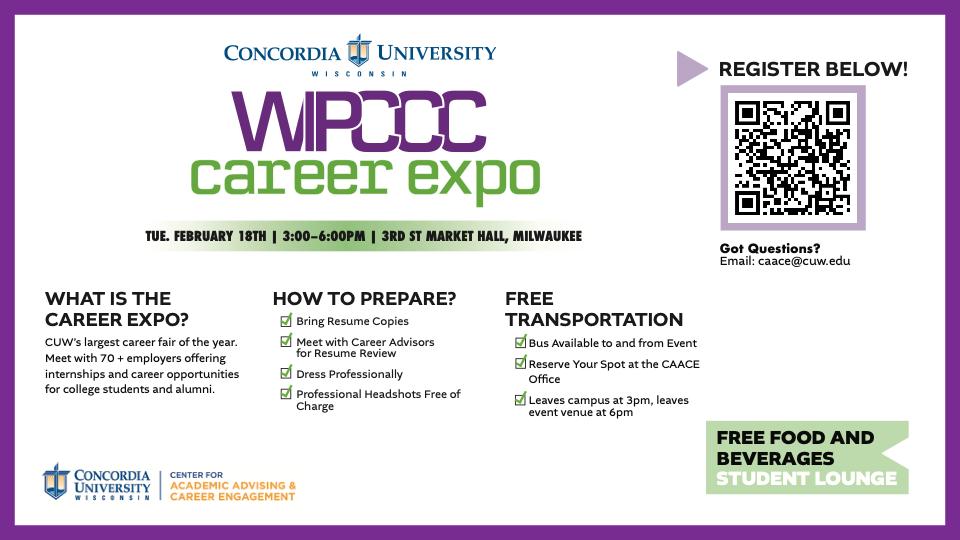 CONCORDIA UNIVERSITY
WISCONSIN
WIPCCC
career expo
TUE. FEBRUARY 18TH | 3:00–6:00PM | 3RD ST MARKET HALL, MILWAUKEE
REGISTER BELOW!
Got Questions?
Email: caace@cuw.edu
WHAT IS THE
CAREER EXPO?
CUW's largest career fair of the year.
Meet with 70 + employers offering
internships and career opportunities
for college students and alumni.
HOW TO PREPARE?
Bring Resume Copies
Meet with Career Advisors
for Resume Review
Dress Professionally
Professional Headshots Free of
Charge
FREE
TRANSPORTATION
Bus Available to and from Event
Reserve Your Spot at the CAACE
Office
Leaves campus at 3pm, leaves
event venue at 6pm
FREE FOOD AND
BEVERAGES
STUDENT LOUNGE
CONCORDIA
UNIVERSITY
WISCONSIN
CENTER FOR
ACADEMIC ADVISING &
CAREER ENGAGEMENT